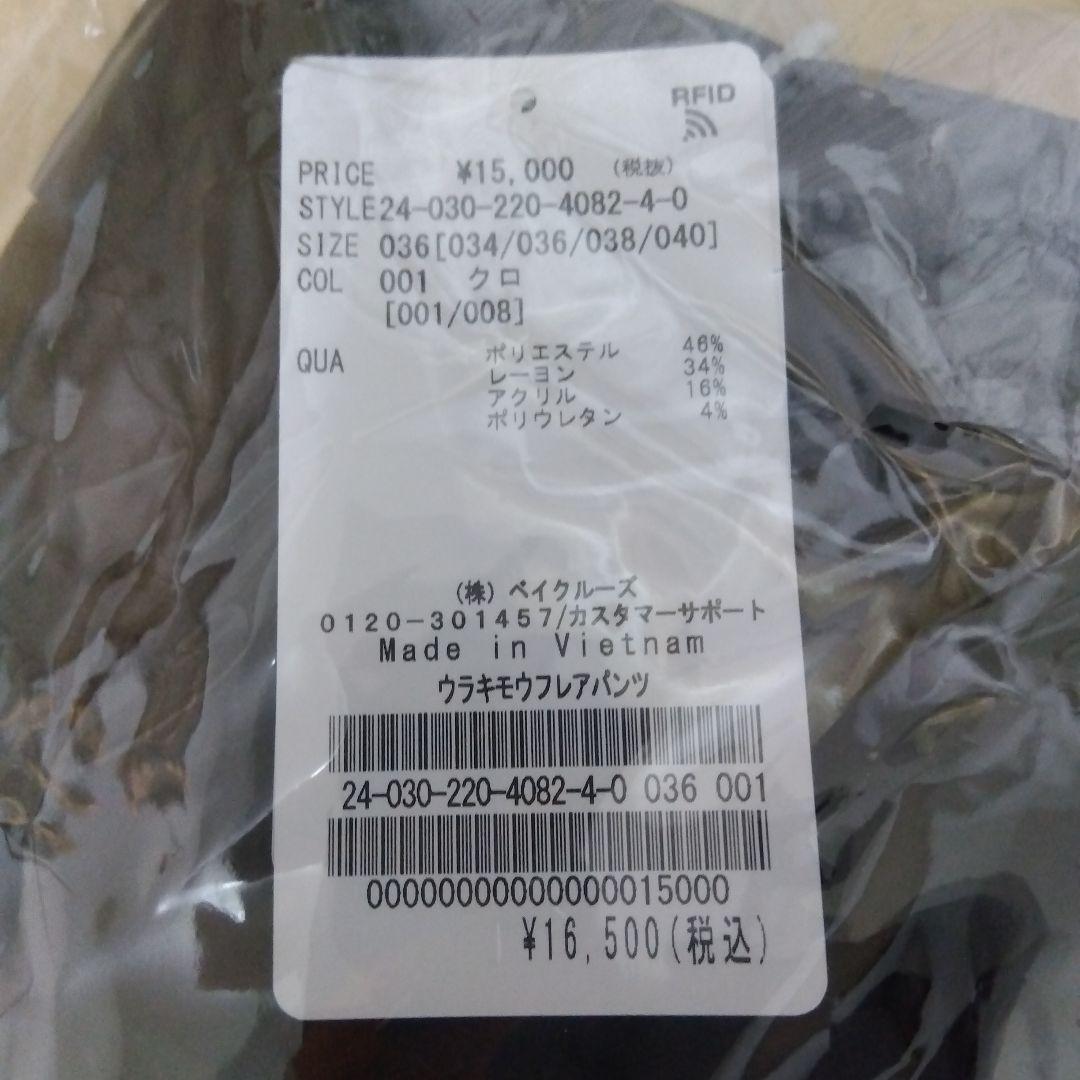 RFID
PRICE ¥15,000 (税抜)
STYLE24-030-220-4082-4-0
SIZE 036[034/036/038/040]
COL 001 クロ
[001/008]
QUA ポリエステル 46%
レーヨン 34%
アクリル 16%
ポリウレタン 4%
(株) ベイクルーズ
0120-301457/カスタマーサポート
Made in Vietnam
ウラキモウフレアパンツ
24-030-220-4082-4-0 036 001
00000000000000015000
¥16,500(税込)